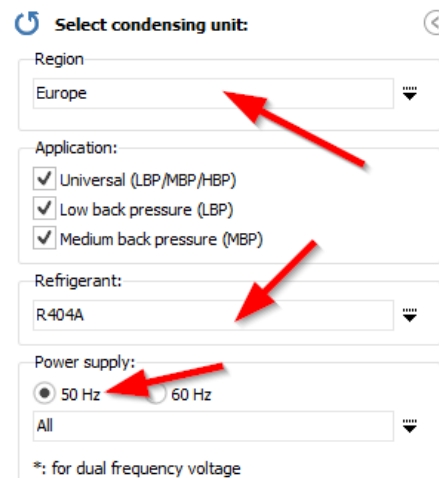 Select condensing unit:
Region
Europe
Application:
Universal (LBP/MBP/HBP)
Low back pressure (LBP)
Medium back pressure (MBP)
Refrigerant:
R404A
Power supply:
50 Hz 60 Hz
All
*: for dual frequency voltage